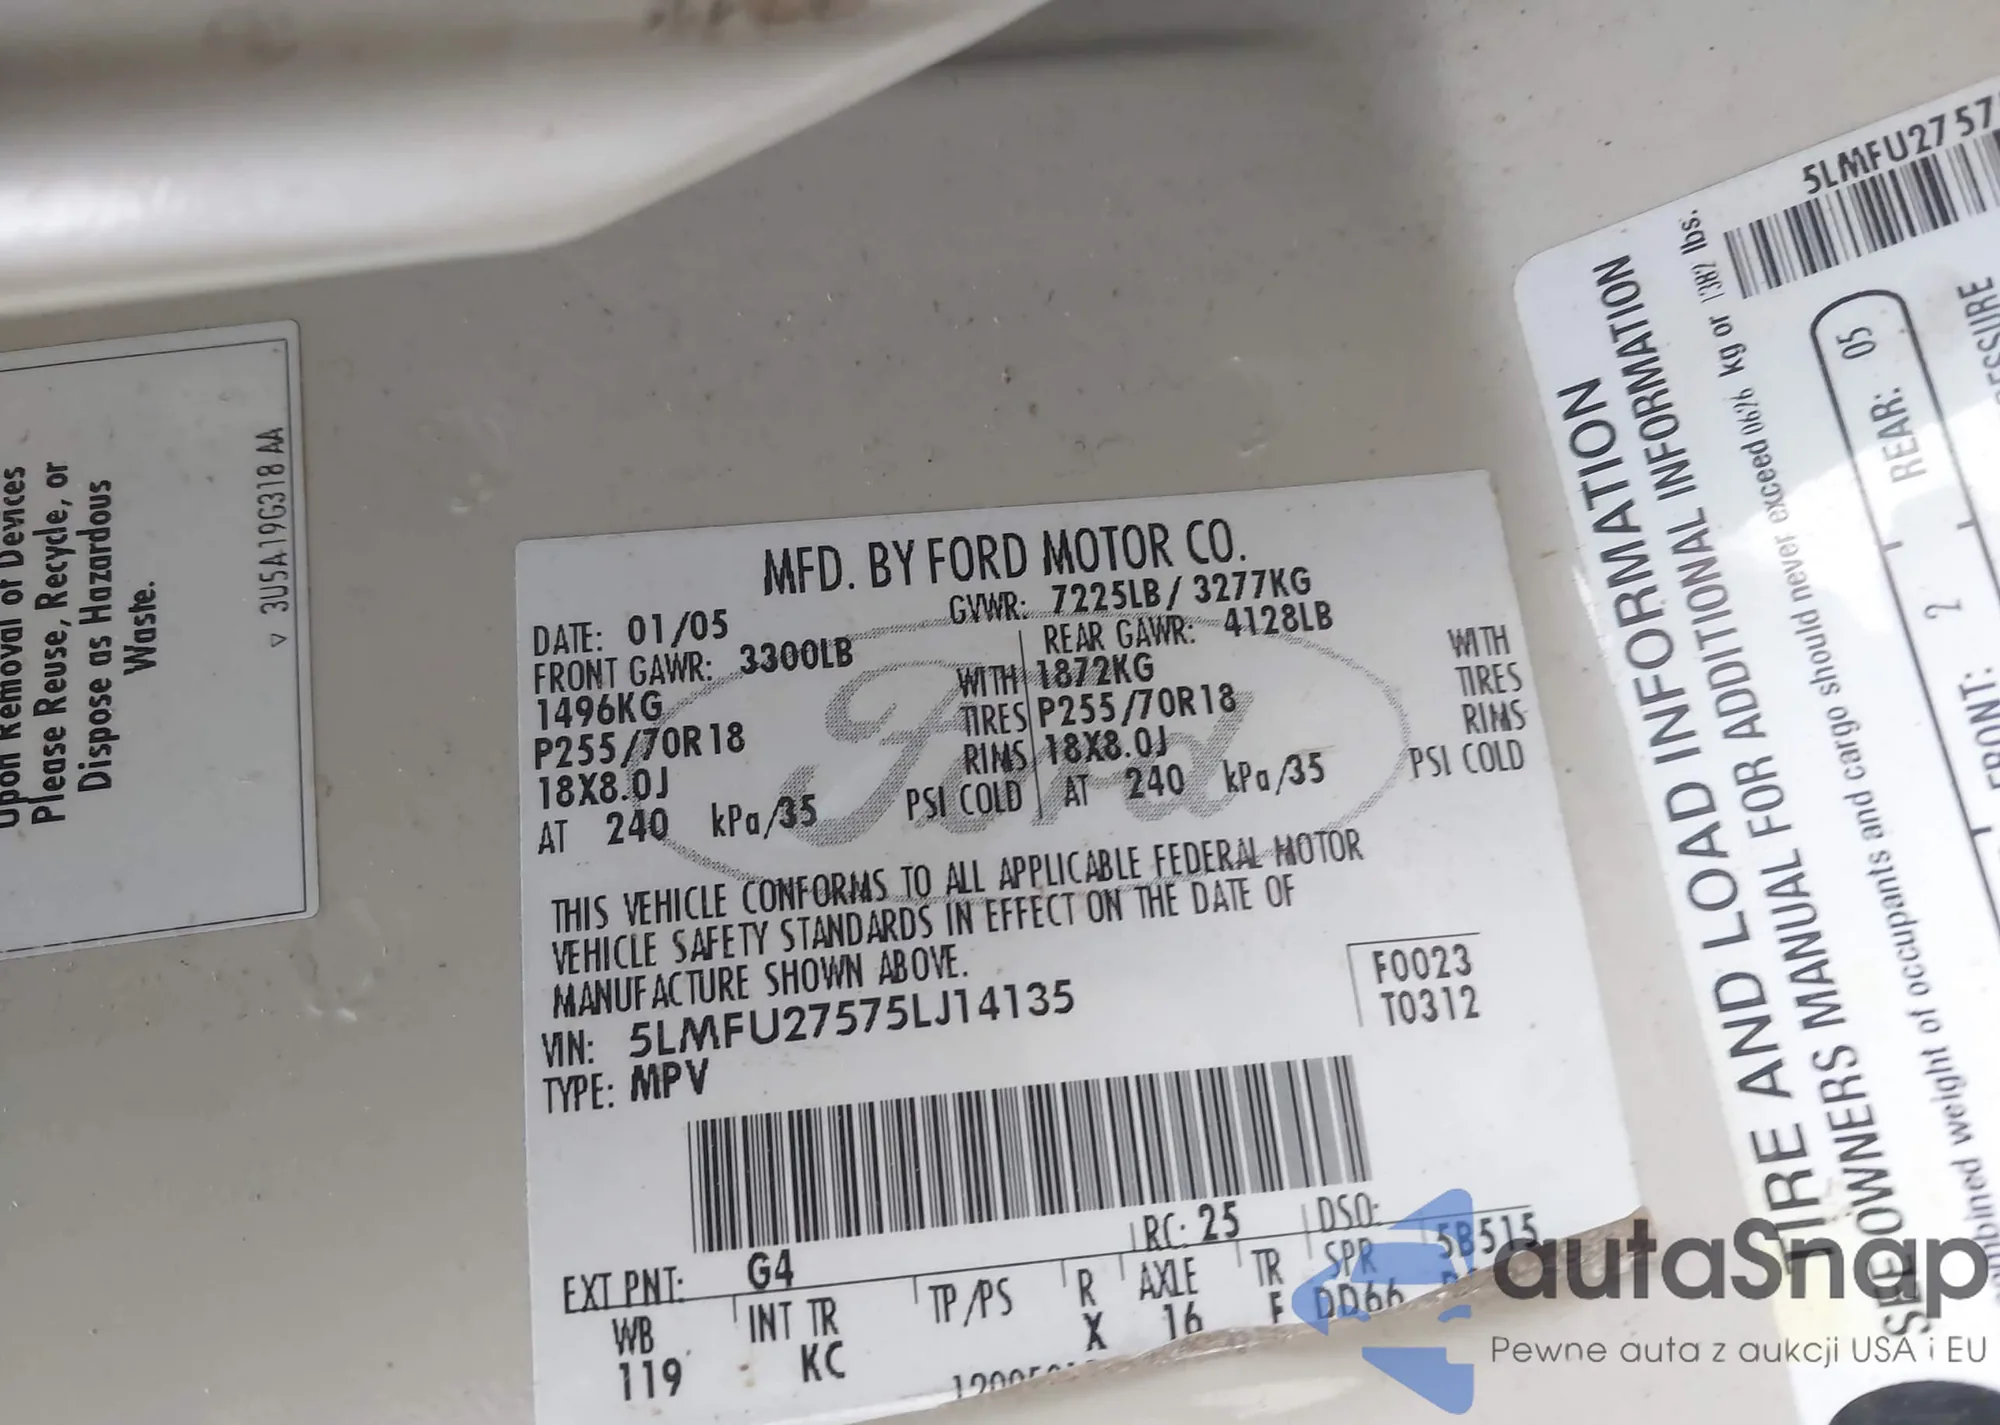 Upon Removal of Devices
Please Reuse, Recycle, or
Dispose as Hazardous
Waste.
3U5A19G318AA
MFD. BY FORD MOTOR CO.
DATE: 01/05
GVWR: 7225LB/3277KG
FRONT GAWR: 3300LB
REAR GAWR: 4128LB
1496KG WITH
1872KG WITH
P255/70R18 TIRES
P255/70R18 TIRES
18X8.0J RIMS
18X8.0J RIMS
AT 240 kPa/35 PSI COLD
AT 240 kPa/35 PSI COLD
Ford
THIS VEHICLE CONFORMS TO ALL APPLICABLE FEDERAL MOTOR
VEHICLE SAFETY STANDARDS IN EFFECT ON THE DATE OF
MANUFACTURE SHOWN ABOVE.
F0023
T0312
VIN: 5LMFU27575LJ14135
TYPE: MPV
EXT PNT: G4 RC: 25 DSO: 5B515
WB INT TR TP/PS R AXLE TR SPR
119 KC X 16 F DD66
5LMFU2757
TIRE AND LOAD INFORMATION
SEE OWNERS MANUAL FOR ADDITIONAL INFORMATION
combined weight of occupants and cargo should never exceed 0626 kg or 1387 lbs.
FRONT: 2 REAR: 05
autaSnap
Pewne auta z aukcji USA i EU